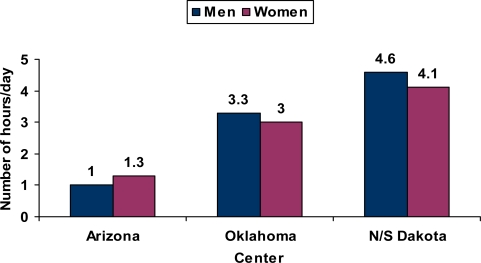 Men Women
Number of hours/day
5
4
3
2
1
0
1
1.3
3.3
3
4.6
4.1
Arizona
Oklahoma
N/S Dakota
Center